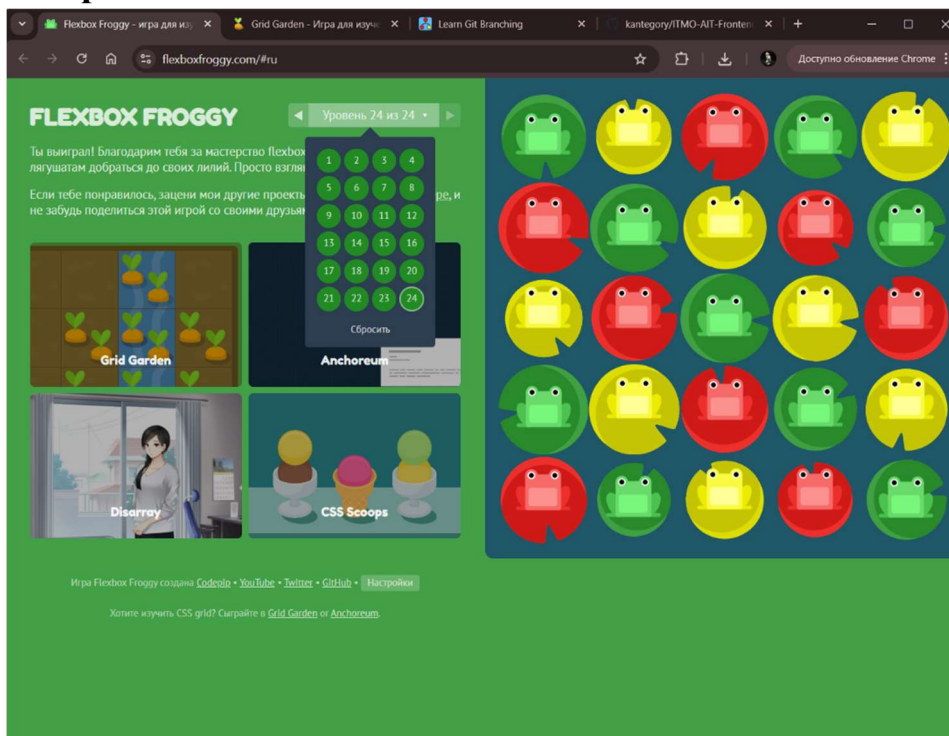 Flexbox Froggy - игра для изу
Grid Garden - Игра для изуч
Learn Git Branching
kantegory/ITMO-AIT-Fronten
flexboxfroggy.com/#ru
Доступно обновление Chrome
FLEXBOX FROGGY
Уровень 24 из 24
Ты выиграл! Благодарим тебя за мастерство flexbox
лягушатам добраться до своих лилий. Просто взгля
Если тебе понравилось, зацени мои другие проекты
ре, и
не забудь поделиться этой игрой со своими друзья
1 2 3 4
5 6 7 8
9 10 11 12
13 14 15 16
17 18 19 20
21 22 23 24
Сбросить
Grid Garden
Anchoreum
Disarray
CSS Scoops
Игра Flexbox Froggy создана Codepip • YouTube • Twitter • GitHub • Настройки
Хотите изучить CSS grid? Сыграйте в Grid Garden or Anchoreum.